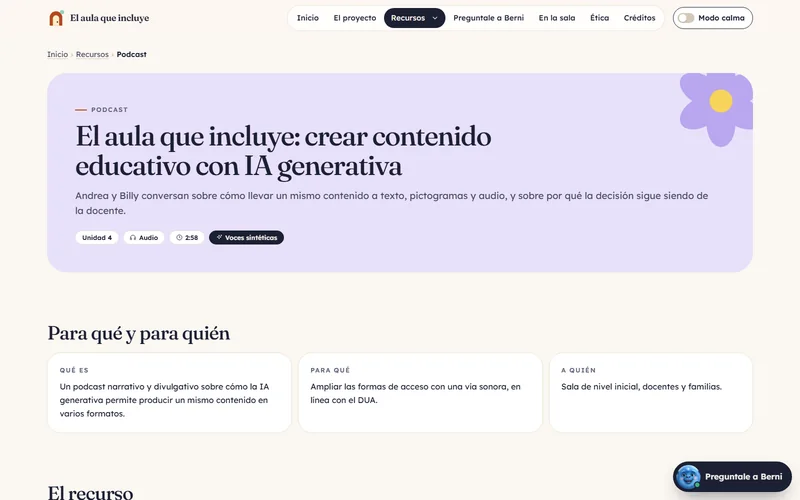 El aula que incluye
Inicio
El proyecto
Recursos
Preguntale a Berni
En la sala
Ética
Créditos
Modo calma
Inicio › Recursos › Podcast
PODCAST
El aula que incluye: crear contenido
educativo con IA generativa
Andrea y Billy conversan sobre cómo llevar un mismo contenido a texto, pictogramas y audio, y sobre por qué la decisión sigue siendo de
la docente.
Unidad 4
Audio
2:58
Voces sintéticas
Para qué y para quién
QUÉ ES
Un podcast narrativo y divulgativo sobre cómo la IA
generativa permite producir un mismo contenido en
varios formatos.
PARA QUÉ
Ampliar las formas de acceso con una vía sonora, en
línea con el DUA.
A QUIÉN
Sala de nivel inicial, docentes y familias.
El recurso
Preguntale a Berni